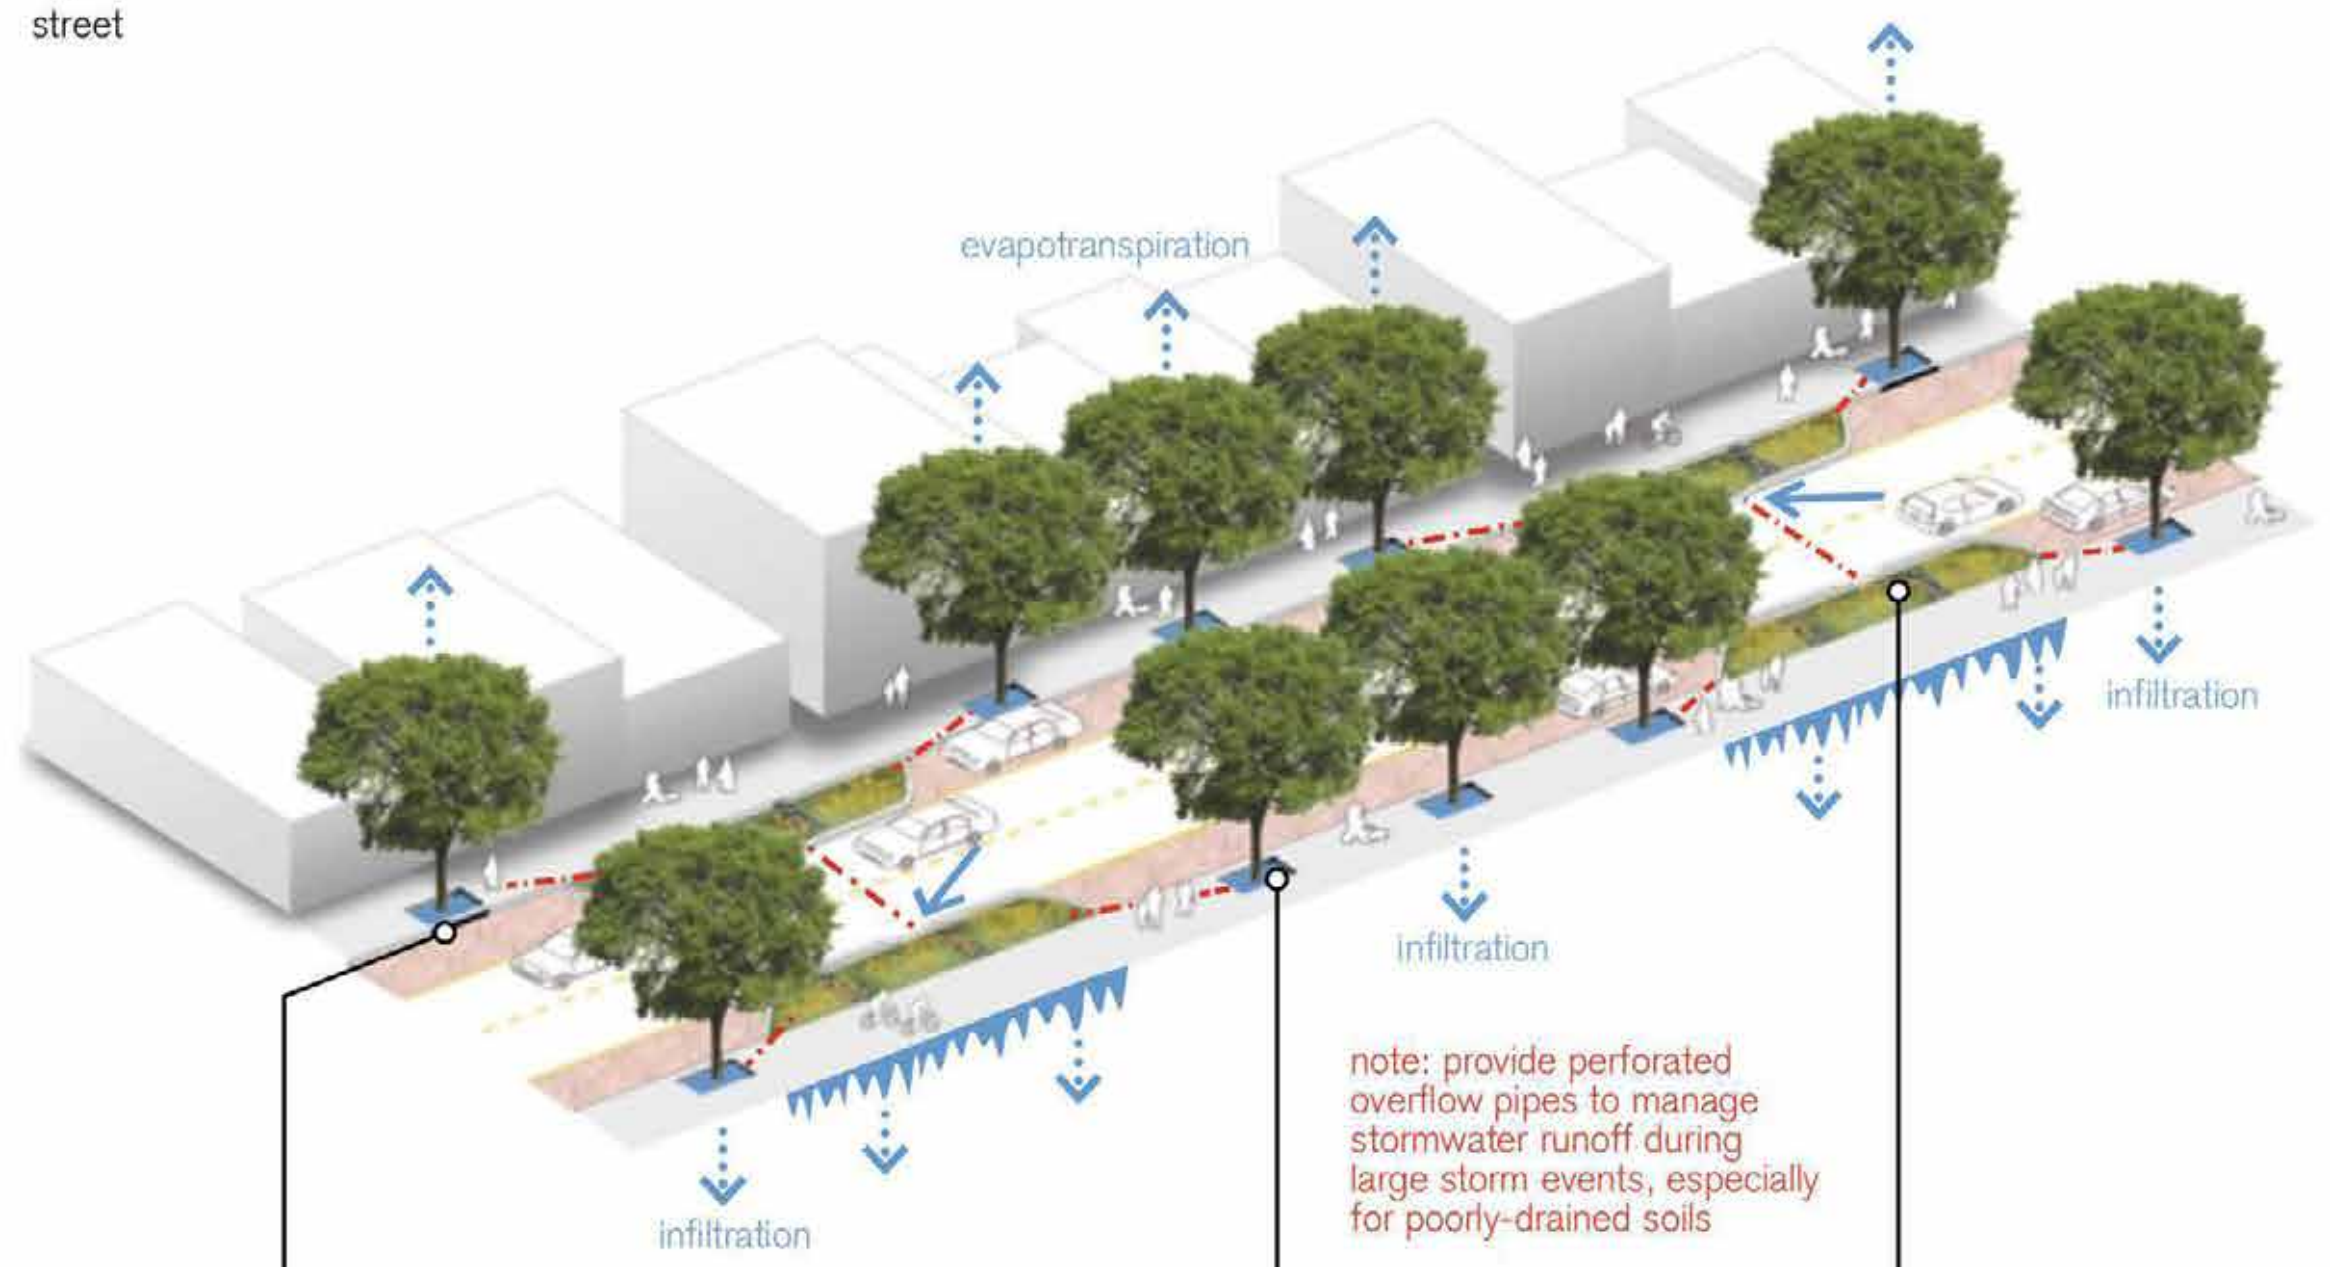 street
evapotranspiration
infiltration
infiltration
note: provide perforated
overflow pipes to manage
stormwater runoff during
large storm events, especially
for poorly-drained soils
infiltration